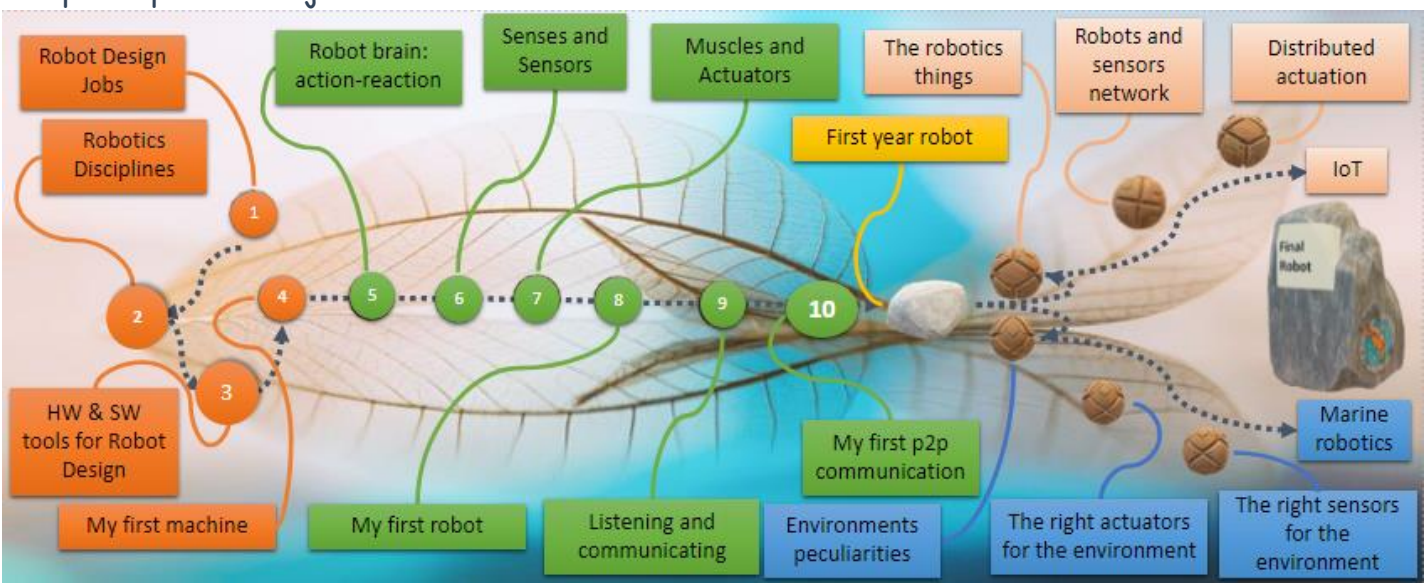 Robot Design
Jobs
Robotics
Disciplines
Robot brain:
action-reaction
Senses and
Sensors
Muscles and
Actuators
The robotics
things
Robots and
sensors
network
Distributed
actuation
First year robot
IoT
1
2
3
4
5
6
7
8
9
10
Final
Robot
HW & SW
tools for Robot
Design
My first machine
My first robot
Listening and
communicating
My first p2p
communication
Environments
peculiarities
The right actuators
for the environment
Marine
robotics
The right sensors
for the
environment